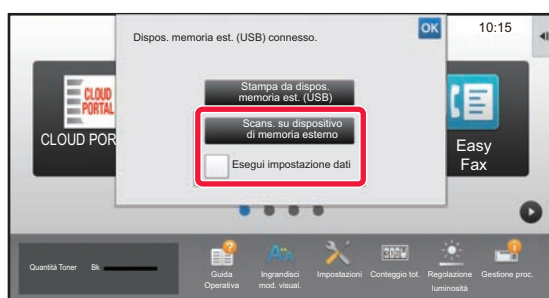 Dispos. memoria est. (USB) connesso.
OK
10:15
Stampa da dispos.
memoria est. (USB)
Scans. su dispositivo
di memoria esterno
Esegui impostazione dati
CLOUD
PORTAL
CLOUD POR
Easy
Fax
Quantità Toner
Bk
Guida
Operativa
Ingrandisci
mod. visual.
Impostazioni
Conteggio tot.
Regolazione
luminosità
Gestione proc.